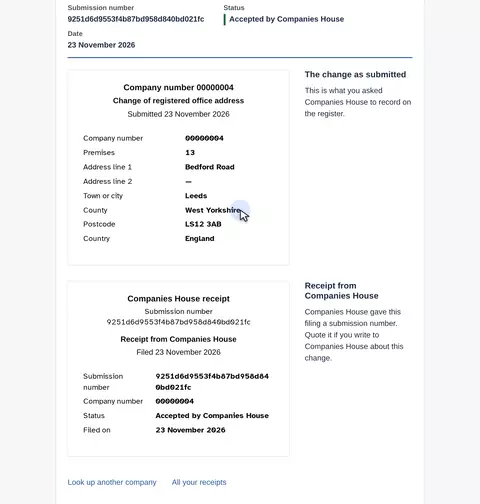 Submission number
9251d6d9553f4b87bd958d840bd021fc
Status
Accepted by Companies House
Date
23 November 2026
Company number 00000004
Change of registered office address
Submitted 23 November 2026
Company number 00000004
Premises 13
Address line 1 Bedford Road
Address line 2 —
Town or city Leeds
County West Yorkshire
Postcode LS12 3AB
Country England
The change as submitted
This is what you asked
Companies House to record on
the register.
Companies House receipt
Submission number
9251d6d9553f4b87bd958d840bd021fc
Receipt from Companies House
Filed 23 November 2026
Submission number 9251d6d9553f4b87bd958d84
0bd021fc
Company number 00000004
Status Accepted by Companies House
Filed on 23 November 2026
Receipt from
Companies House
Companies House gave this
filing a submission number.
Quote it if you write to
Companies House about this
change.
Look up another company
All your receipts